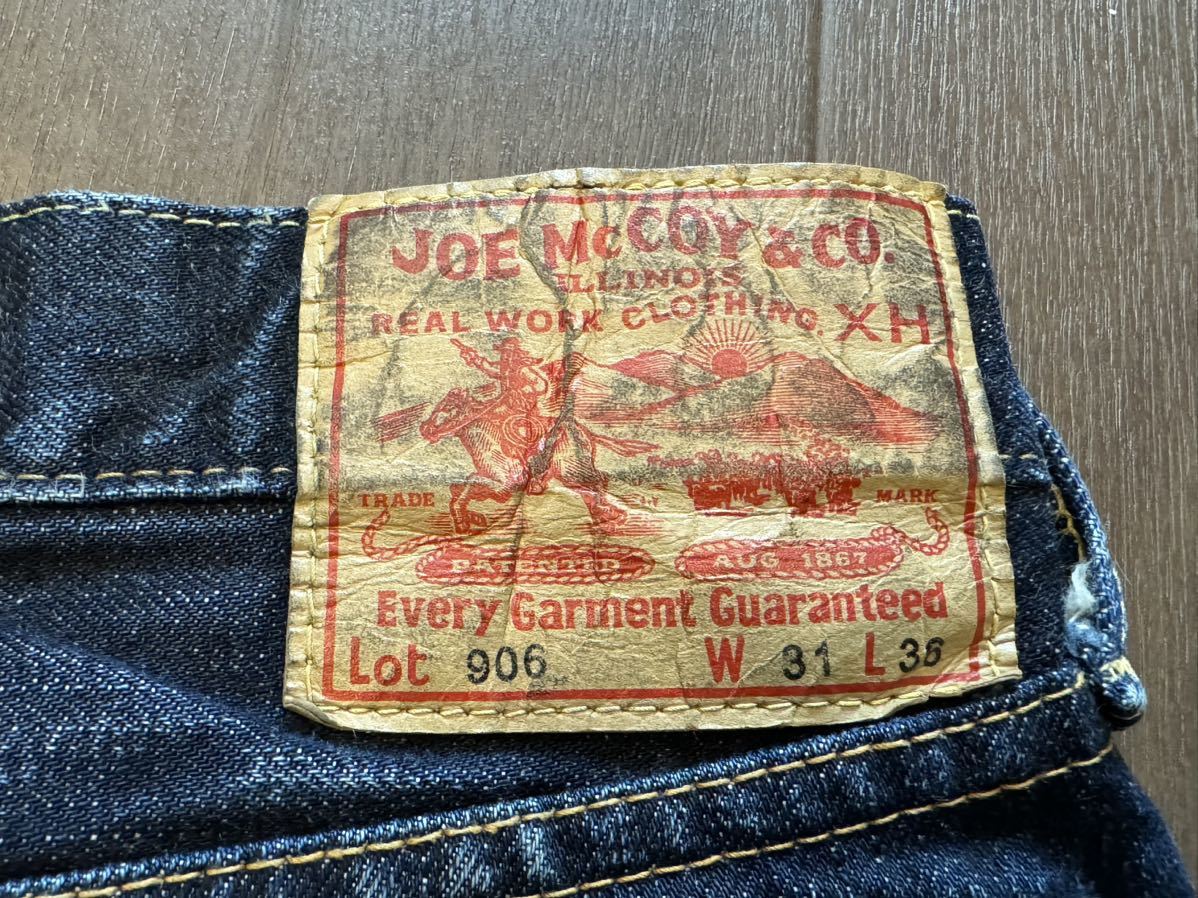 JOE McCOY & CO.
ILLINOIS
REAL WORK CLOTHING. XH
TRADE MARK
PATENTED AUG 1867
Every Garment Guaranteed
Lot 906 W 31 L 36